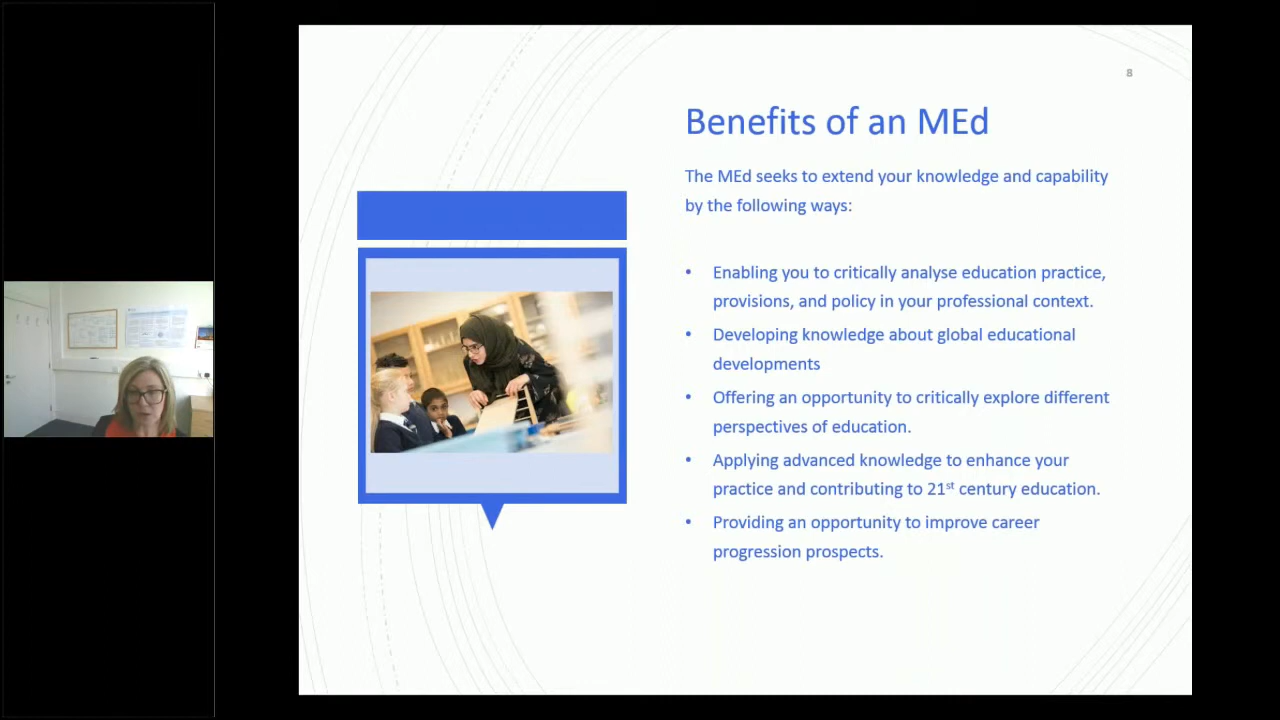 8
Benefits of an MEd
The MEd seeks to extend your knowledge and capability
by the following ways:
• Enabling you to critically analyse education practice,
provisions, and policy in your professional context.
• Developing knowledge about global educational
developments
• Offering an opportunity to critically explore different
perspectives of education.
• Applying advanced knowledge to enhance your
practice and contributing to 21st century education.
• Providing an opportunity to improve career
progression prospects.